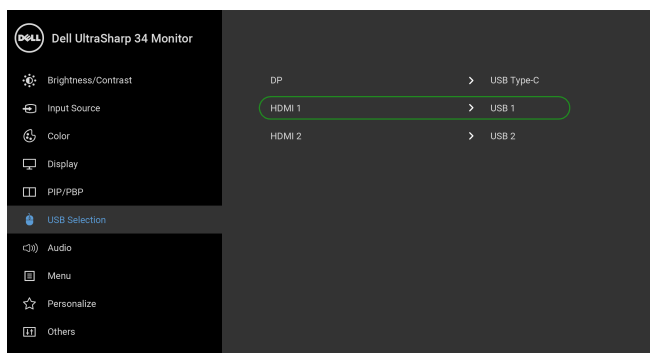 DELL Dell UltraSharp 34 Monitor
Brightness/Contrast
Input Source
Color
Display
PIP/PBP
USB Selection
Audio
Menu
Personalize
Others
DP USB Type-C
HDMI 1 USB 1
HDMI 2 USB 2